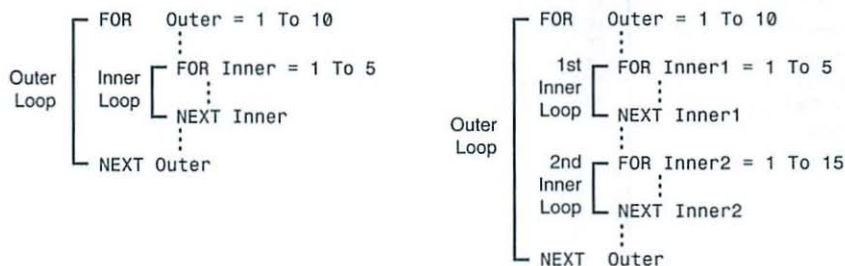 FOR Outer = 1 To 10
Outer Loop
Inner Loop
FOR Inner = 1 To 5
NEXT Inner
NEXT Outer
FOR Outer = 1 To 10
Outer Loop
1st Inner Loop
FOR Inner1 = 1 To 5
NEXT Inner1
2nd Inner Loop
FOR Inner2 = 1 To 15
NEXT Inner2
NEXT Outer